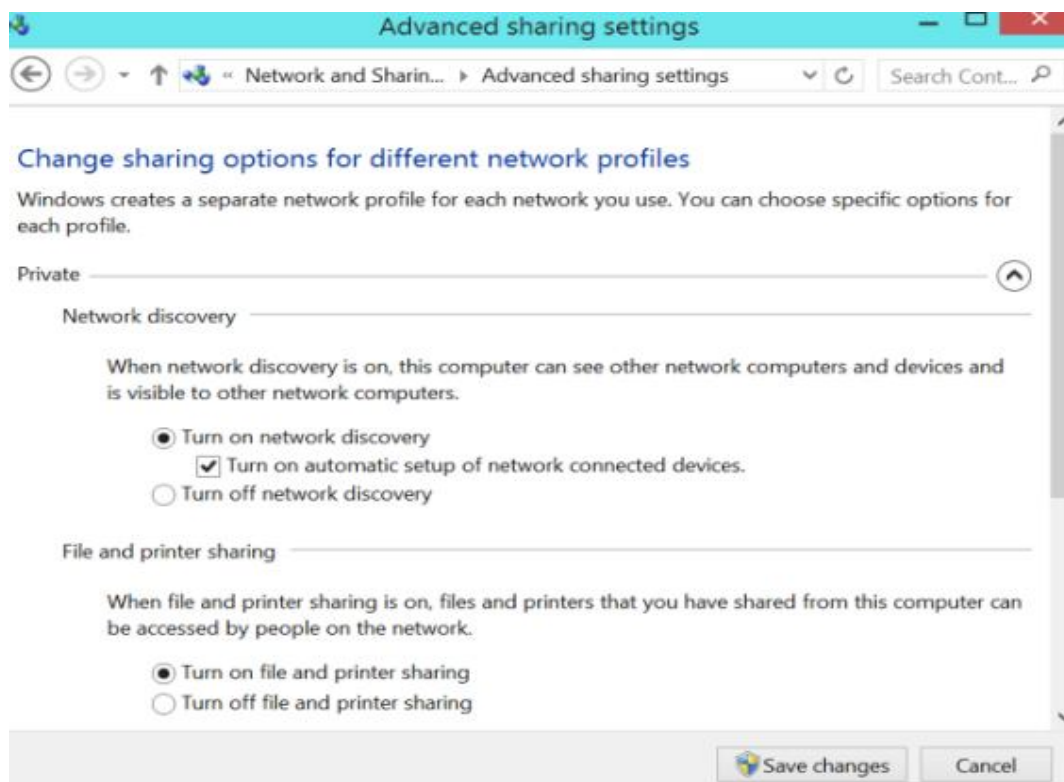 Advanced sharing settings
« Network and Sharin... Advanced sharing settings
Search Cont...
Change sharing options for different network profiles
Windows creates a separate network profile for each network you use. You can choose specific options for
each profile.
Private
Network discovery
When network discovery is on, this computer can see other network computers and devices and
is visible to other network computers.
Turn on network discovery
Turn on automatic setup of network connected devices.
Turn off network discovery
File and printer sharing
When file and printer sharing is on, files and printers that you have shared from this computer can
be accessed by people on the network.
Turn on file and printer sharing
Turn off file and printer sharing
Save changes
Cancel